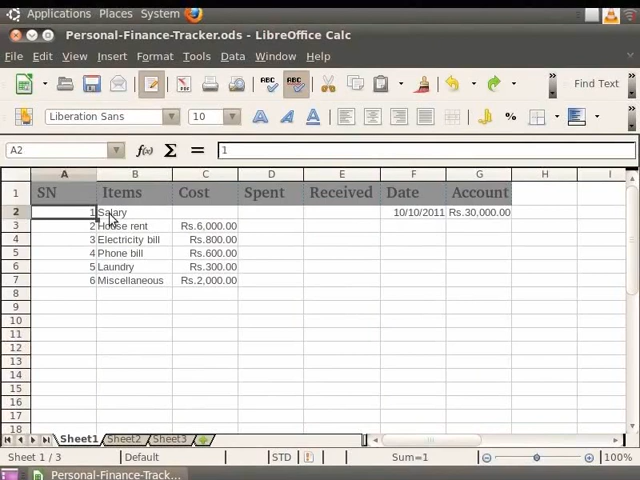 Applications Places System
Personal-Finance-Tracker.ods - LibreOffice Calc
File Edit View Insert Format Tools Data Window Help
ABC ABC » » Find Text
Liberation Sans 10 A A A » »
A2 f(x) Σ = 1
A B C D E F G H I
1 SN Items Cost Spent Received Date Account
2 1 Salary 10/10/2011 Rs.30,000.00
3 2 House rent Rs.6,000.00
4 3 Electricity bill Rs.800.00
5 4 Phone bill Rs.600.00
6 5 Laundry Rs.300.00
7 6 Miscellaneous Rs.2,000.00
8
9
10
11
12
13
14
15
16
17
18
Sheet1 Sheet2 Sheet3
Sheet 1 / 3 Default STD Sum=1 100%
Personal-Finance-Track...